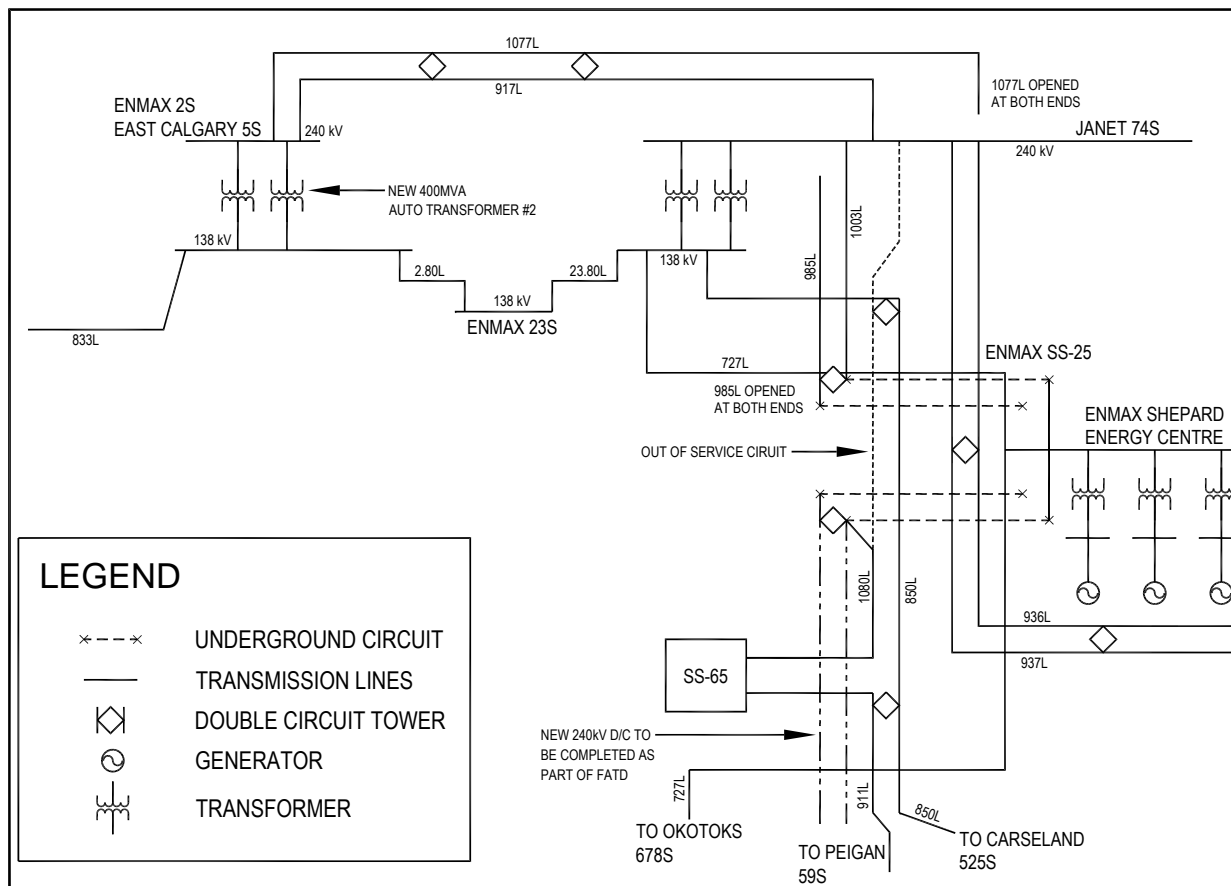 1077L
917L
1077L OPENED
AT BOTH ENDS
ENMAX 2S
EAST CALGARY 5S
240 kV
JANET 74S
240 kV
NEW 400MVA
AUTO TRANSFORMER #2
138 kV
2.80L
23.80L
138 kV
138 kV
ENMAX 23S
833L
985L
1003L
727L
985L OPENED
AT BOTH ENDS
ENMAX SS-25
ENMAX SHEPARD
ENERGY CENTRE
OUT OF SERVICE CIRUIT
1080L
850L
936L
937L
SS-65
NEW 240kV D/C TO
BE COMPLETED AS
PART OF FATD
727L
911L
850L
TO OKOTOKS
678S
TO PEIGAN
59S
TO CARSELAND
525S
LEGEND
UNDERGROUND CIRCUIT
TRANSMISSION LINES
DOUBLE CIRCUIT TOWER
GENERATOR
TRANSFORMER